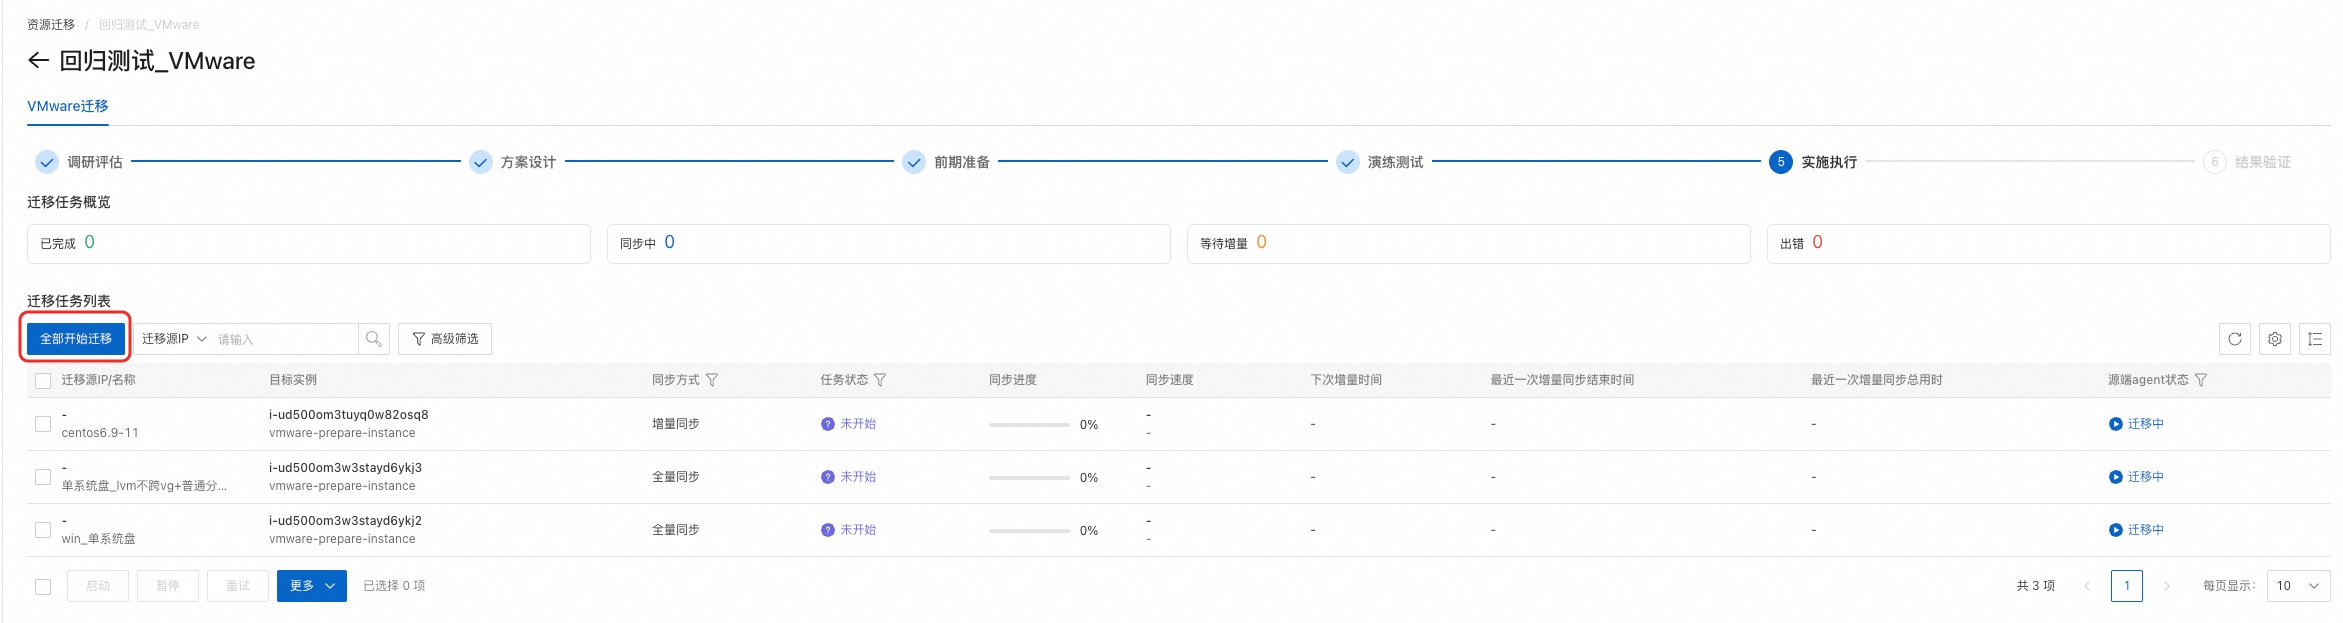 资源迁移 / 回归测试_VMware
回归测试_VMware
VMware迁移
调研评估 方案设计 前期准备 演练测试 5 实施执行 6 结果验证
迁移任务概览
已完成 0 同步中 0 等待增量 0 出错 0
迁移任务列表
全部开始迁移 迁移源IP 请输入 高级筛选
迁移源IP/名称 目标实例 同步方式 任务状态 同步进度 同步速度 下次增量时间 最近一次增量同步结束时间 最近一次增量同步总用时 源端agent状态
- i-ud500om3tuyq0w82osq8 增量同步 ? 未开始 0% - - - - 迁移中
centos6.9-11 vmware-prepare-instance -
- i-ud500om3w3stayd6ykj3 全量同步 ? 未开始 0% - - - - 迁移中
单系统盘_lvm不跨vg+普通分... vmware-prepare-instance -
- i-ud500om3w3stayd6ykj2 全量同步 ? 未开始 0% - - - - 迁移中
win_单系统盘 vmware-prepare-instance -
启动 暂停 重试 更多 已选择 0 项 共 3 项 1 每页显示: 10